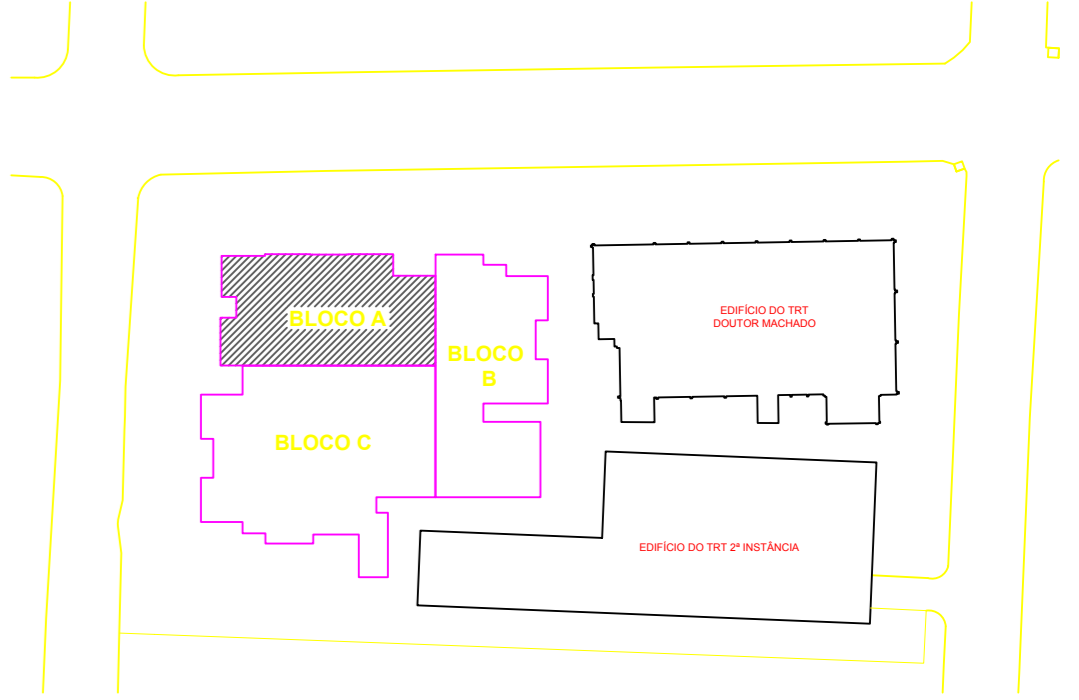 BLOCO A
BLOCO
B
BLOCO C
EDIFÍCIO DO TRT
DOUTOR MACHADO
EDIFÍCIO DO TRT 2ª INSTÂNCIA